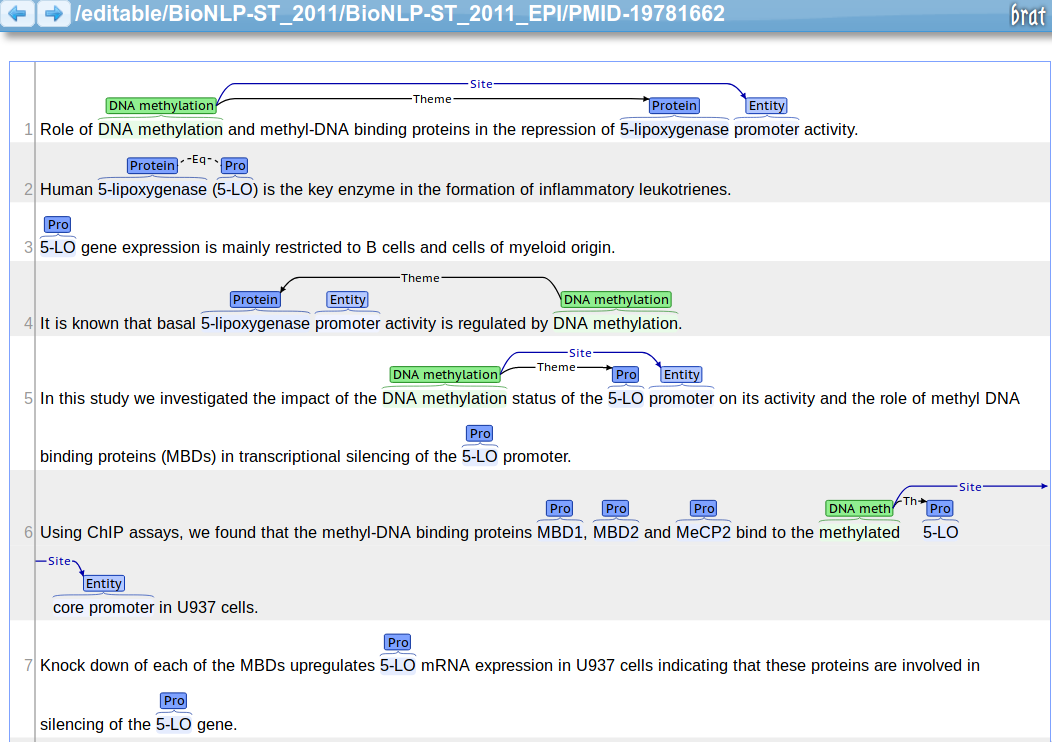 /editable/BioNLP-ST_2011/BioNLP-ST_2011_EPI/PMID-19781662 brat
Site
Theme
DNA methylation Protein Entity
1 Role of DNA methylation and methyl-DNA binding proteins in the repression of 5-lipoxygenase promoter activity.
Protein Eq Pro
2 Human 5-lipoxygenase (5-LO) is the key enzyme in the formation of inflammatory leukotrienes.
Pro
3 5-LO gene expression is mainly restricted to B cells and cells of myeloid origin.
Theme
Protein Entity DNA methylation
4 It is known that basal 5-lipoxygenase promoter activity is regulated by DNA methylation.
Site
Theme
DNA methylation Pro Entity
5 In this study we investigated the impact of the DNA methylation status of the 5-LO promoter on its activity and the role of methyl DNA
Pro
binding proteins (MBDs) in transcriptional silencing of the 5-LO promoter.
Site
Pro Pro Pro DNA meth Th Pro
6 Using ChIP assays, we found that the methyl-DNA binding proteins MBD1, MBD2 and MeCP2 bind to the methylated 5-LO
Site
Entity
core promoter in U937 cells.
Pro
7 Knock down of each of the MBDs upregulates 5-LO mRNA expression in U937 cells indicating that these proteins are involved in
Pro
silencing of the 5-LO gene.